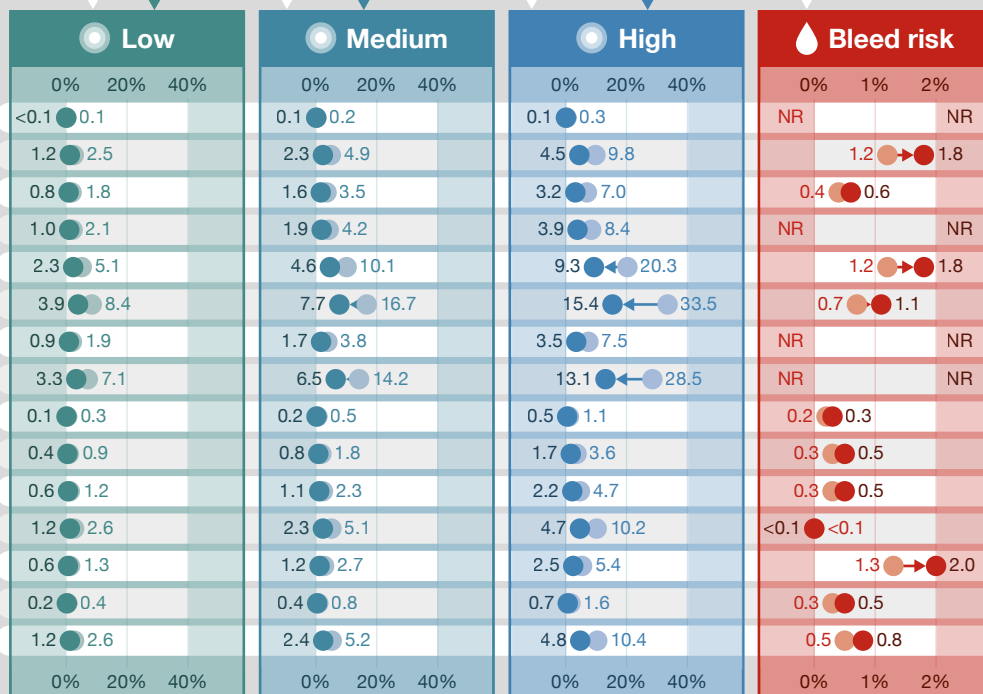 Low Medium High Bleed risk
0% 20% 40% 0% 20% 40% 0% 20% 40% 0% 1% 2%
<0.1 0.1 0.1 0.2 0.1 0.3 NR NR
1.2 2.5 2.3 4.9 4.5 9.8 1.2 1.8
0.8 1.8 1.6 3.5 3.2 7.0 0.4 0.6
1.0 2.1 1.9 4.2 3.9 8.4 NR NR
2.3 5.1 4.6 10.1 9.3 20.3 1.2 1.8
3.9 8.4 7.7 16.7 15.4 33.5 0.7 1.1
0.9 1.9 1.7 3.8 3.5 7.5 NR NR
3.3 7.1 6.5 14.2 13.1 28.5 NR NR
0.1 0.3 0.2 0.5 0.5 1.1 0.2 0.3
0.4 0.9 0.8 1.8 1.7 3.6 0.3 0.5
0.6 1.2 1.1 2.3 2.2 4.7 0.3 0.5
1.2 2.6 2.3 5.1 4.7 10.2 <0.1 <0.1
0.6 1.3 1.2 2.7 2.5 5.4 1.3 2.0
0.2 0.4 0.4 0.8 0.7 1.6 0.3 0.5
1.2 2.6 2.4 5.2 4.8 10.4 0.5 0.8
0% 20% 40% 0% 20% 40% 0% 20% 40% 0% 1% 2%